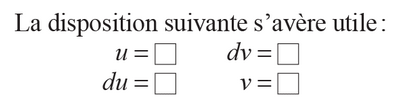 La disposition suivante s'avère utile :
u = □ dv = □
du = □ v = □